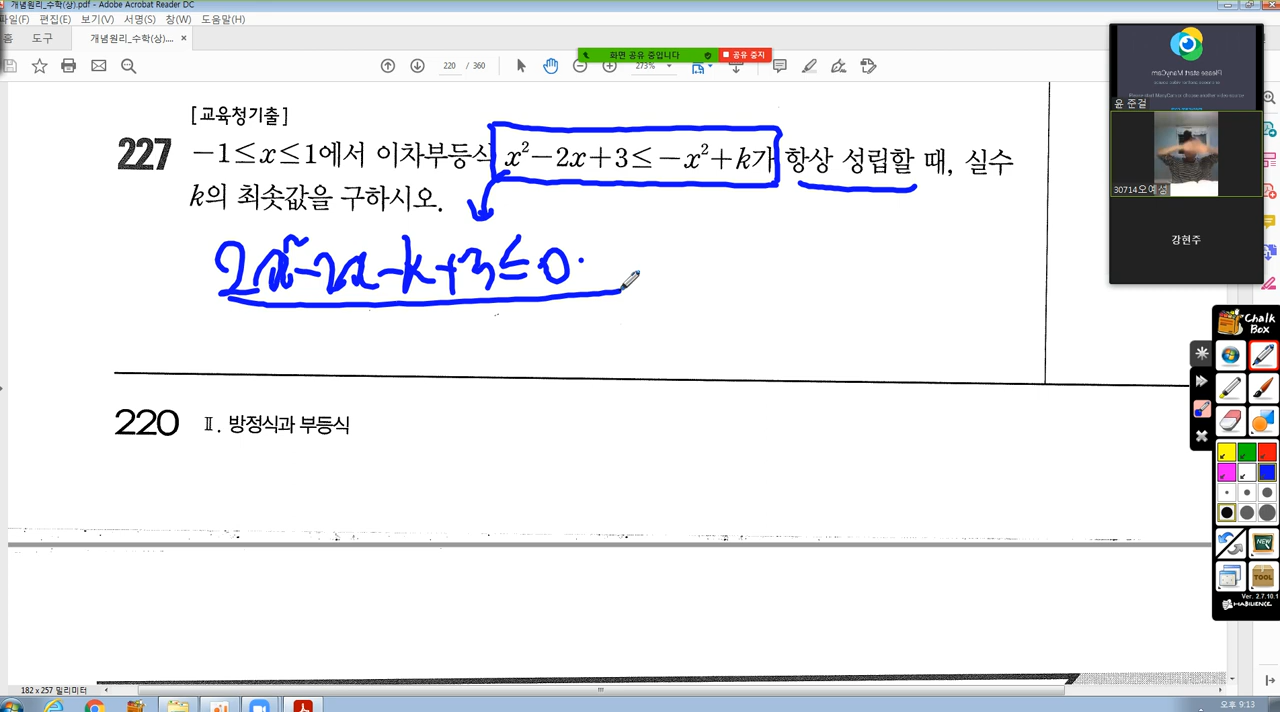 개념원리_수학(상).pdf - Adobe Acrobat Reader DC
파일(F) 편집(E) 보기(V) 서명(S) 창(W) 도움말(H)
홈 도구 개념원리_수학(상).... ×
화면 공유 중입니다 공유 중지
220 / 360 273%
[교육청기출]
227 −1≤x≤1에서 이차부등식 x²−2x+3≤−x²+k가 항상 성립할 때, 실수
k의 최솟값을 구하시오.
2x²−2x−k+3≤0.
220 Ⅱ. 방정식과 부등식
182 x 257 밀리미터
오후 9:13
윤 준걸
30714오예성
강현주
Chalk
Box
NEW
TOOL
Ver. 2.7.10.1
HABILIENCE